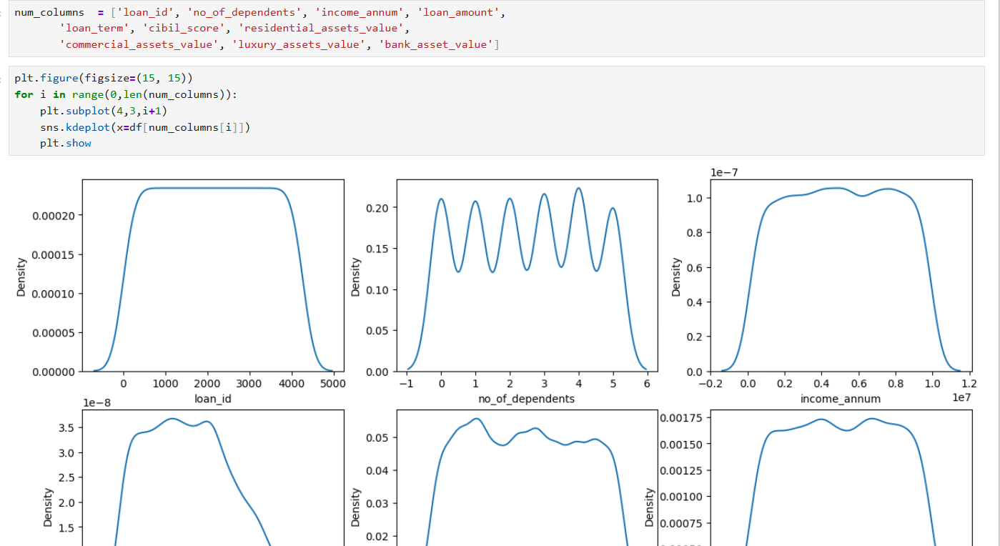 num_columns  = ['loan_id', 'no_of_dependents', 'income_annum', 'loan_amount',
       'loan_term', 'cibil_score', 'residential_assets_value',
       'commercial_assets_value', 'luxury_assets_value', 'bank_asset_value']
plt.figure(figsize=(15, 15))
for i in range(0,len(num_columns)):
    plt.subplot(4,3,i+1)
    sns.kdeplot(x=df[num_columns[i]])
    plt.show
Density
0.00020
0.00015
0.00010
0.00005
0.00000
0 1000 2000 3000 4000 5000
loan_id
Density
0.20
0.15
0.10
0.05
0.00
−1 0 1 2 3 4 5 6
no_of_dependents
1e−7
Density
1.0
0.8
0.6
0.4
0.2
0.0
−0.2 0.0 0.2 0.4 0.6 0.8 1.0 1.2
1e7
income_annum
1e−8
Density
3.5
3.0
2.5
2.0
1.5
Density
0.05
0.04
0.03
0.02
Density
0.00175
0.00150
0.00125
0.00100
0.00075